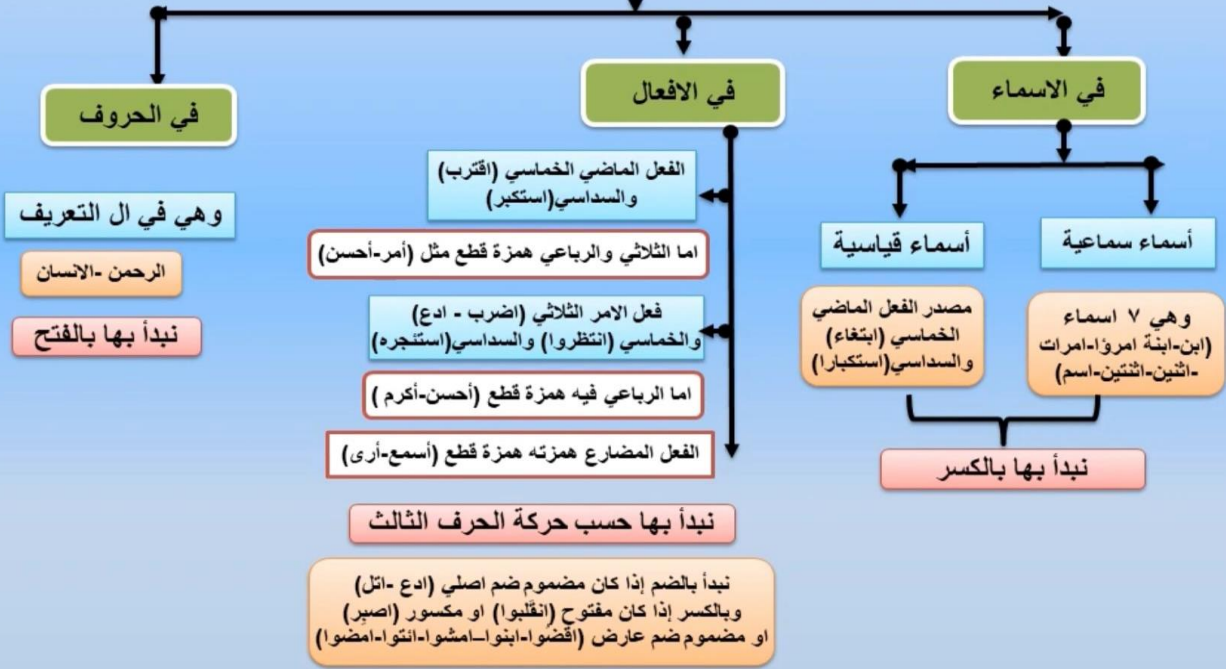 في الاسماء
أسماء سماعية
وهي ٧ اسماء
(ابن-ابنة امرؤا-امرات
-اثنين-اثنتين-اسم)
أسماء قياسية
مصدر الفعل الماضي
الخماسي (ابتغاء)
والسداسي(استكبارا)
نبدأ بها بالكسر
في الافعال
الفعل الماضي الخماسي (اقترب)
والسداسي(استكبر)
اما الثلاثي والرباعي همزة قطع مثل (أمر-أحسن)
فعل الامر الثلاثي (اضرب - ادع)
والخماسي (انتظروا) والسداسي(استئجره)
اما الرباعي فيه همزة قطع (أحسن-أكرم )
الفعل المضارع همزته همزة قطع (أسمع-أرى)
نبدأ بها حسب حركة الحرف الثالث
نبدأ بالضم إذا كان مضموم ضم اصلي (ادع -اتل)
وبالكسر إذا كان مفتوح (انقَلبوا) او مكسور (اصبِر)
او مضموم ضم عارض (اقضُوا-ابنوا–امشوا-ائتوا-امضوا)
في الحروف
وهي في ال التعريف
الرحمن -الانسان
نبدأ بها بالفتح